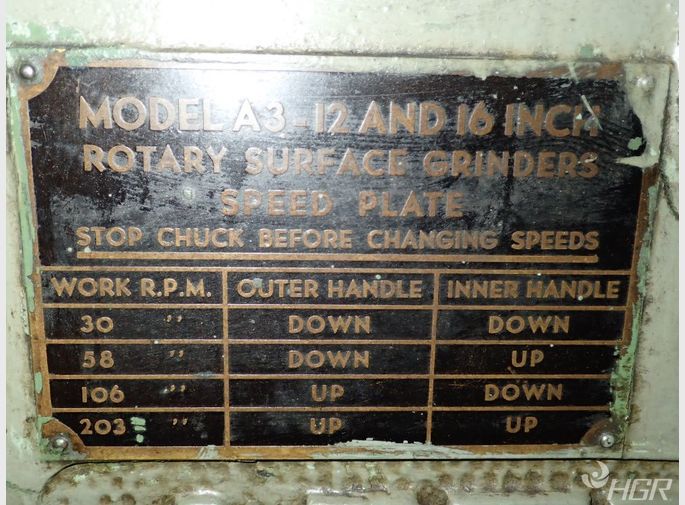 MODEL A3-12 AND 16 INCH
ROTARY SURFACE GRINDERS
SPEED PLATE
STOP CHUCK BEFORE CHANGING SPEEDS
WORK R.P.M. OUTER HANDLE INNER HANDLE
30 " DOWN DOWN
58 " DOWN UP
106 " UP DOWN
203 " UP UP
HGR